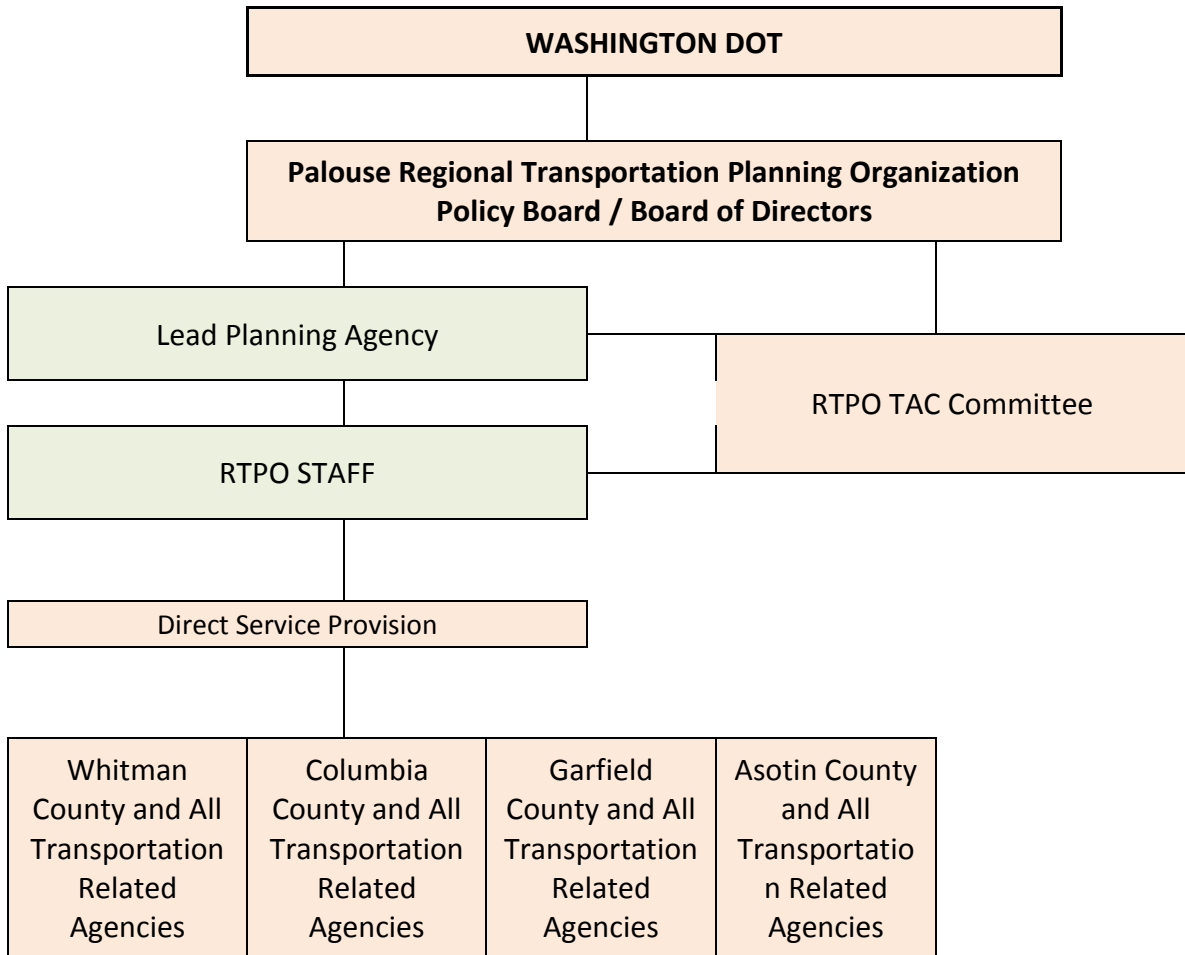 WASHINGTON DOT
Palouse Regional Transportation Planning Organization
Policy Board / Board of Directors
Lead Planning Agency
RTPO TAC Committee
RTPO STAFF
Direct Service Provision
Whitman
County and All
Transportation
Related
Agencies
Columbia
County and All
Transportation
Related
Agencies
Garfield
County and All
Transportation
Related
Agencies
Asotin County
and All
Transportatio
n Related
Agencies